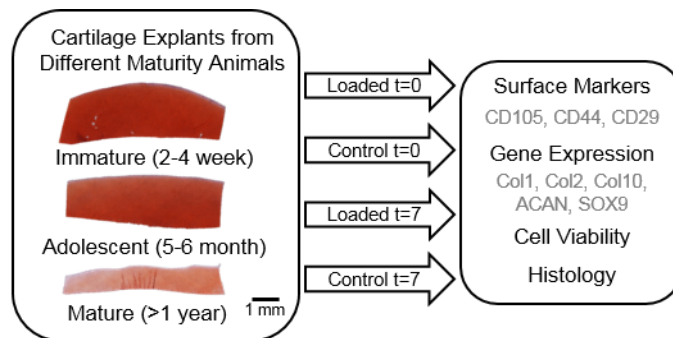 Cartilage Explants from
Different Maturity Animals
Immature (2-4 week)
Adolescent (5-6 month)
Mature (>1 year)
1 mm
Loaded t=0
Control t=0
Loaded t=7
Control t=7
Surface Markers
CD105, CD44, CD29
Gene Expression
Col1, Col2, Col10,
ACAN, SOX9
Cell Viability
Histology